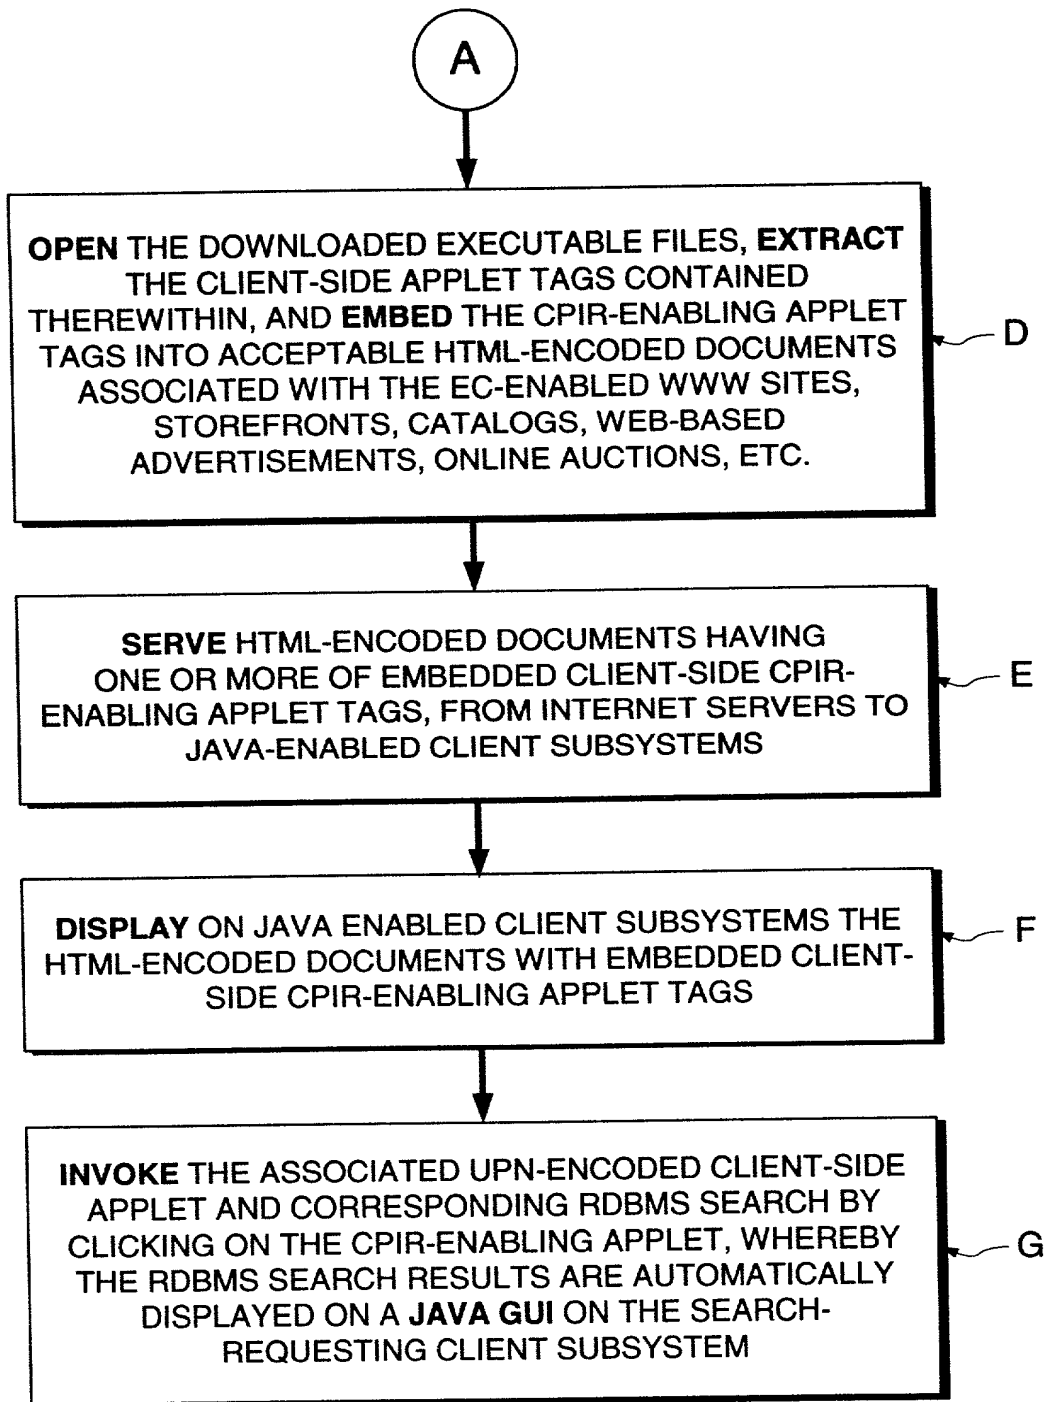 A
OPEN THE DOWNLOADED EXECUTABLE FILES, EXTRACT
THE CLIENT-SIDE APPLET TAGS CONTAINED
THEREWITHIN, AND EMBED THE CPIR-ENABLING APPLET
TAGS INTO ACCEPTABLE HTML-ENCODED DOCUMENTS
ASSOCIATED WITH THE EC-ENABLED WWW SITES,
STOREFRONTS, CATALOGS, WEB-BASED
ADVERTISEMENTS, ONLINE AUCTIONS, ETC.
D
SERVE HTML-ENCODED DOCUMENTS HAVING
ONE OR MORE OF EMBEDDED CLIENT-SIDE CPIR-
ENABLING APPLET TAGS, FROM INTERNET SERVERS TO
JAVA-ENABLED CLIENT SUBSYSTEMS
E
DISPLAY ON JAVA ENABLED CLIENT SUBSYSTEMS THE
HTML-ENCODED DOCUMENTS WITH EMBEDDED CLIENT-
SIDE CPIR-ENABLING APPLET TAGS
F
INVOKE THE ASSOCIATED UPN-ENCODED CLIENT-SIDE
APPLET AND CORRESPONDING RDBMS SEARCH BY
CLICKING ON THE CPIR-ENABLING APPLET, WHEREBY
THE RDBMS SEARCH RESULTS ARE AUTOMATICALLY
DISPLAYED ON A JAVA GUI ON THE SEARCH-
REQUESTING CLIENT SUBSYSTEM
G